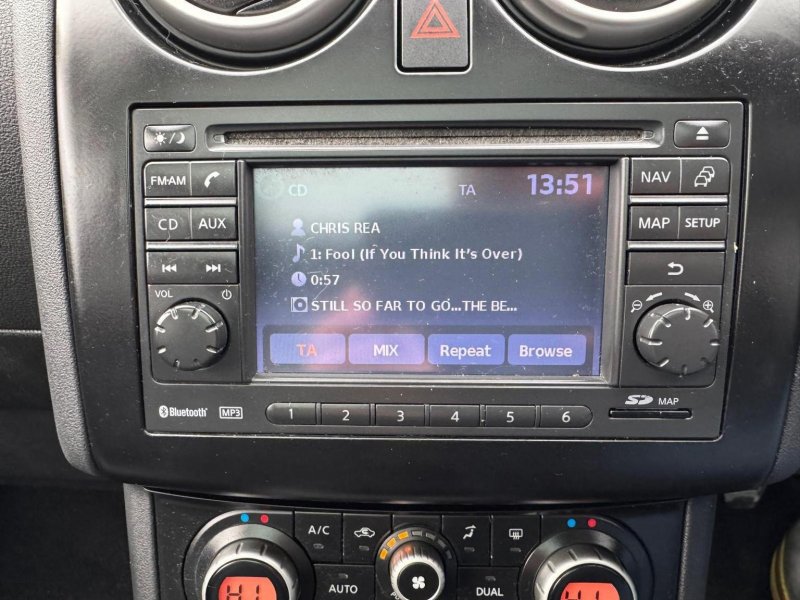 FM·AM
CD TA 13:51
NAV
CD AUX
CHRIS REA
MAP SETUP
1: Fool (If You Think It's Over)
0:57
VOL
STILL SO FAR TO GO...THE BE...
TA MIX Repeat Browse
Bluetooth MP3 1 2 3 4 5 6 SD MAP
A/C
AUTO DUAL
HI HI